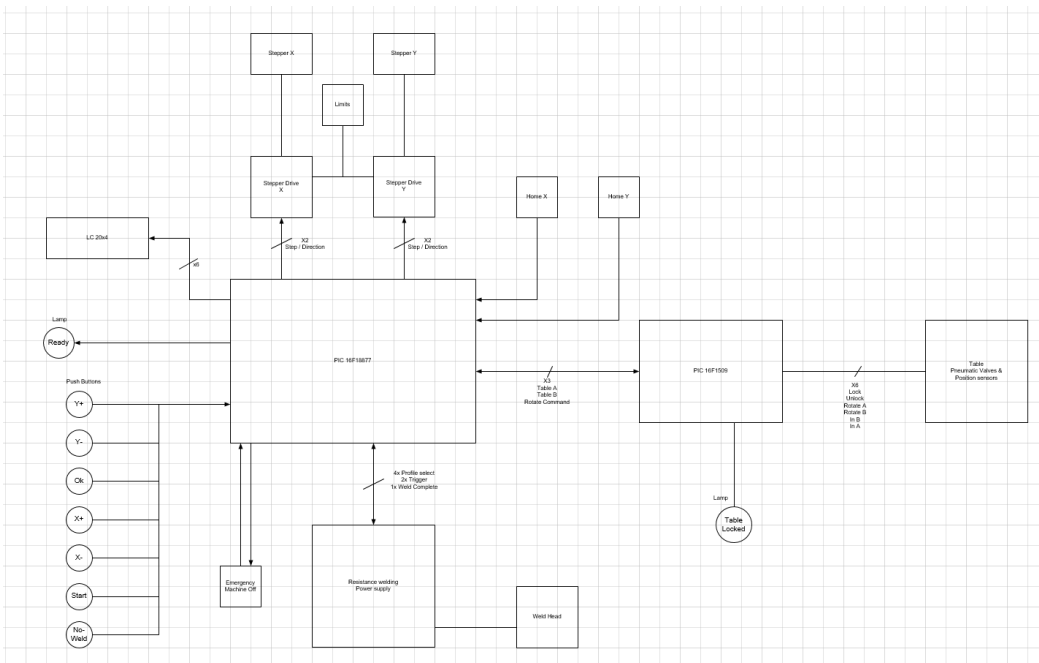 Stepper X
Stepper Y
Limits
Stepper Drive
X
Stepper Drive
Y
Home X
Home Y
LC 20x4
X2
Step / Direction
X2
Step / Direction
x6
Lamp
Ready
PIC 16F18877
PIC 16F1509
Table
Pneumatic Valves &
Position sensors
X3
Table A
Table B
Rotate Command
X6
Lock
Unlock
Rotate A
Rotate B
In B
In A
Push Buttons
Y+
Y-
Ok
X+
X-
Start
No-
Weld
4x Profile select
2x Trigger
1x Weld Complete
Lamp
Table
Locked
Emergency
Machine Off
Resistance welding
Power supply
Weld Head